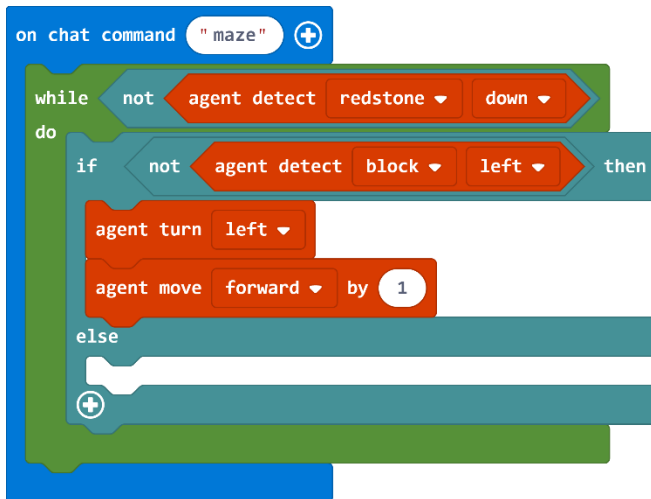 on chat command "maze"
while not agent detect redstone down
do
if not agent detect block left then
agent turn left
agent move forward by 1
else